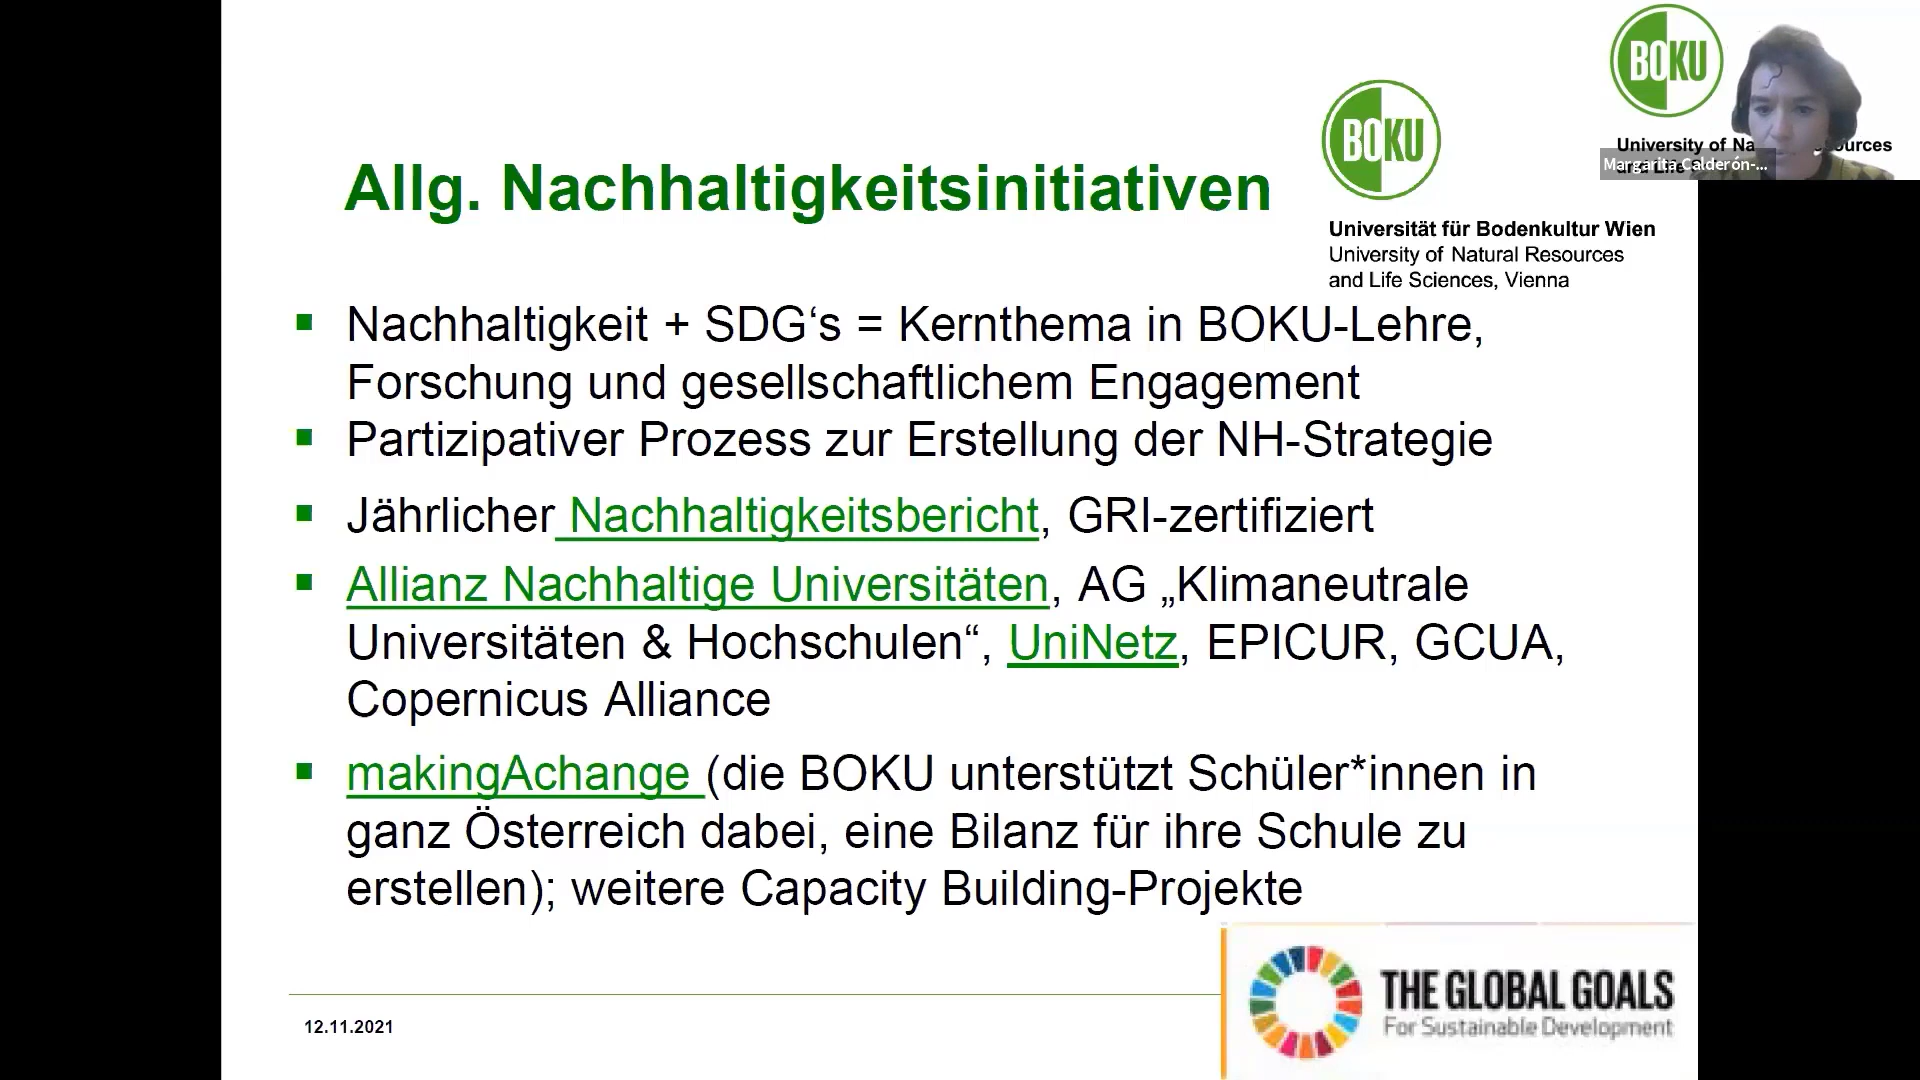 BOKU
University of Na
ources
Margarita Calderón-...
BOKU
Allg. Nachhaltigkeitsinitiativen
Universität für Bodenkultur Wien
University of Natural Resources
and Life Sciences, Vienna
Nachhaltigkeit + SDG‘s = Kernthema in BOKU-Lehre,
Forschung und gesellschaftlichem Engagement
Partizipativer Prozess zur Erstellung der NH-Strategie
Jährlicher Nachhaltigkeitsbericht, GRI-zertifiziert
Allianz Nachhaltige Universitäten, AG „Klimaneutrale
Universitäten & Hochschulen“, UniNetz, EPICUR, GCUA,
Copernicus Alliance
makingAchange (die BOKU unterstützt Schüler*innen in
ganz Österreich dabei, eine Bilanz für ihre Schule zu
erstellen); weitere Capacity Building-Projekte
THE GLOBAL GOALS
For Sustainable Development
12.11.2021